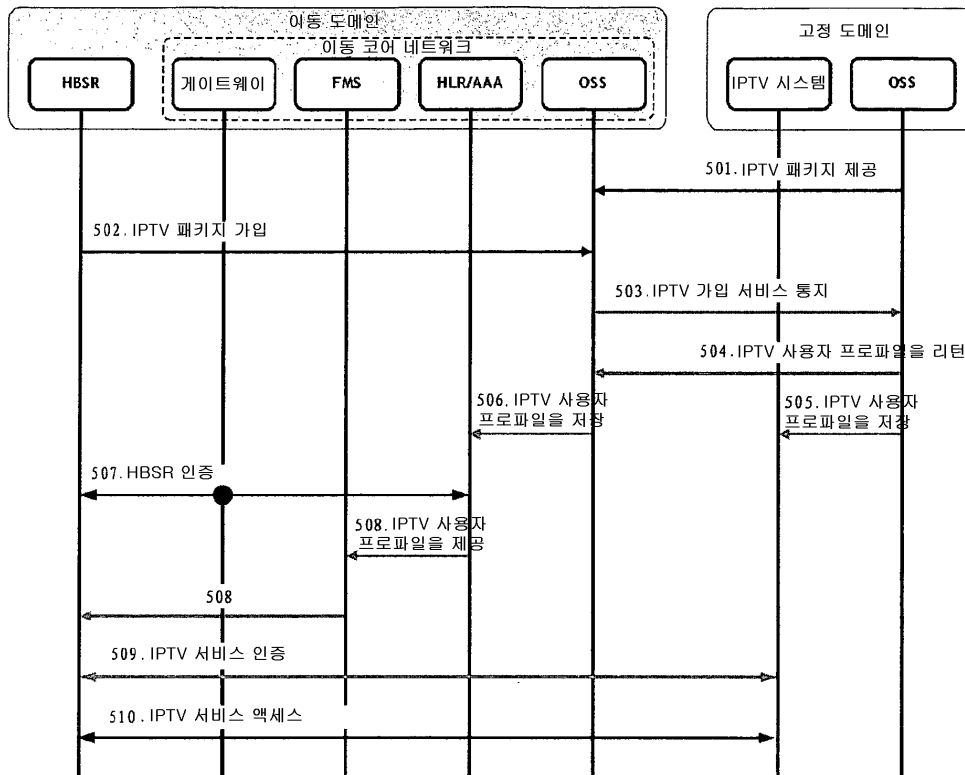 이동 도메인
고정 도메인
이동 코어 네트워크
HBSR
게이트웨이
FMS
HLR/AAA
OSS
IPTV 시스템
OSS
501.IPTV 패키지 제공
502.IPTV 패키지 가입
503.IPTV 가입 서비스 통지
504.IPTV 사용자 프로파일을 리턴
506.IPTV 사용자
프로파일을 저장
505.IPTV 사용자
프로파일을 저장
507.HBSR 인증
508.IPTV 사용자
프로파일을 제공
508
509.IPTV 서비스 인증
510.IPTV 서비스 액세스